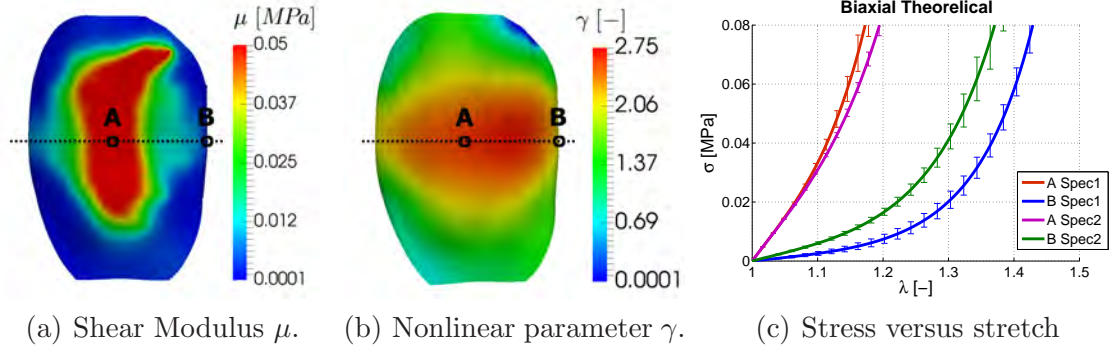 μ [MPa]
0.05
0.037
0.025
0.012
0.0001
A
B
(a) Shear Modulus μ.
γ [−]
2.75
2.06
1.37
0.69
0.0001
A
B
(b) Nonlinear parameter γ.
Biaxial Theorelical
σ [MPa]
0.08
0.06
0.04
0.02
0
1
1.1
1.2
1.3
1.4
1.5
λ [−]
A Spec1
B Spec1
A Spec2
B Spec2
(c) Stress versus stretch